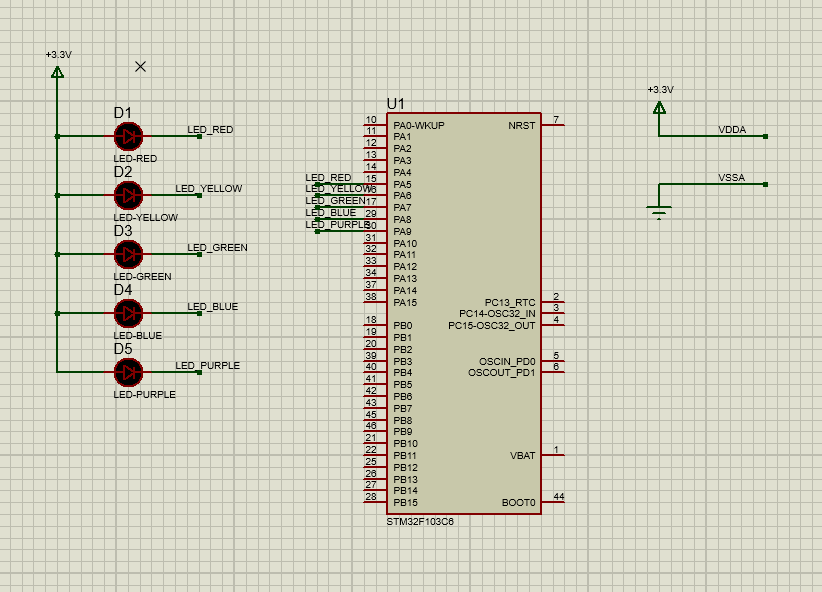 +3.3V
D1
LED_RED
LED-RED
D2
LED_YELLOW
LED-YELLOW
D3
LED_GREEN
LED-GREEN
D4
LED_BLUE
LED-BLUE
D5
LED_PURPLE
LED-PURPLE
U1
10 PA0-WKUP
11 PA1
12 PA2
13 PA3
14 PA4
LED_RED 15 PA5
LED_YELLOW 16 PA6
LED_GREEN 17 PA7
LED_BLUE 29 PA8
LED_PURPLE 30 PA9
31 PA10
32 PA11
33 PA12
34 PA13
37 PA14
38 PA15
18 PB0
19 PB1
20 PB2
39 PB3
40 PB4
41 PB5
42 PB6
43 PB7
45 PB8
46 PB9
21 PB10
22 PB11
25 PB12
26 PB13
27 PB14
28 PB15
NRST 7
PC13_RTC 2
PC14-OSC32_IN 3
PC15-OSC32_OUT 4
OSCIN_PD0 5
OSCOUT_PD1 6
VBAT 1
BOOT0 44
STM32F103C6
+3.3V
VDDA
VSSA